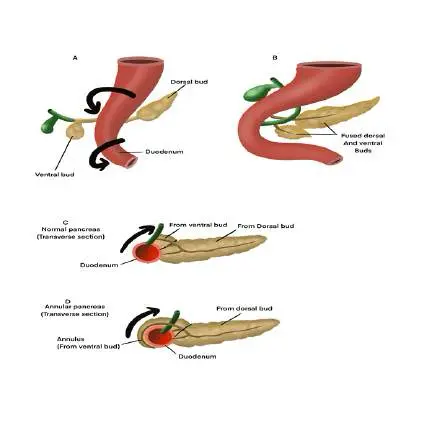 A
B
Dorsal bud
Duodenum
Ventral bud
Fused dorsal
And ventral
Buds
C
Normal pancreas
(Transverse section)
From ventral bud
From Dorsal bud
Duodenum
D
Annular pancreas
(Transverse section)
From dorsal bud
Annulus
(From ventral bud)
Duodenum